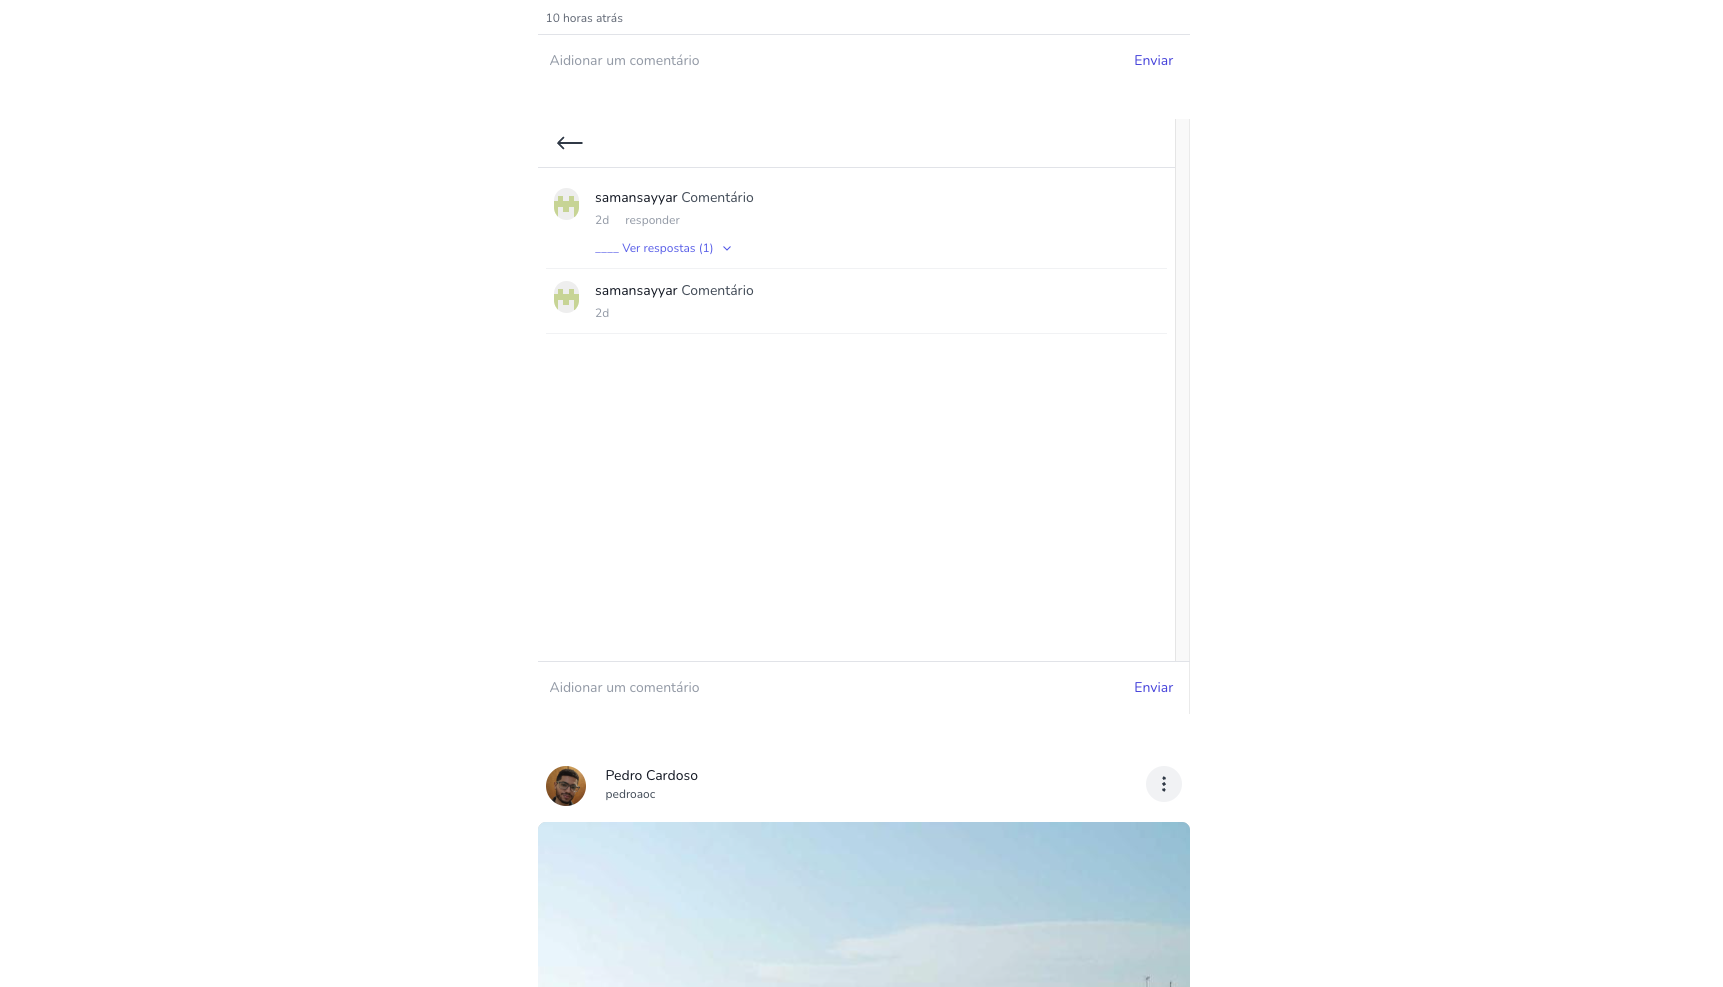 10 horas atrás
Aidionar um comentário Enviar
samansayyar Comentário
2d responder
____ Ver respostas (1)
samansayyar Comentário
2d
Aidionar um comentário Enviar
Pedro Cardoso
pedroaoc